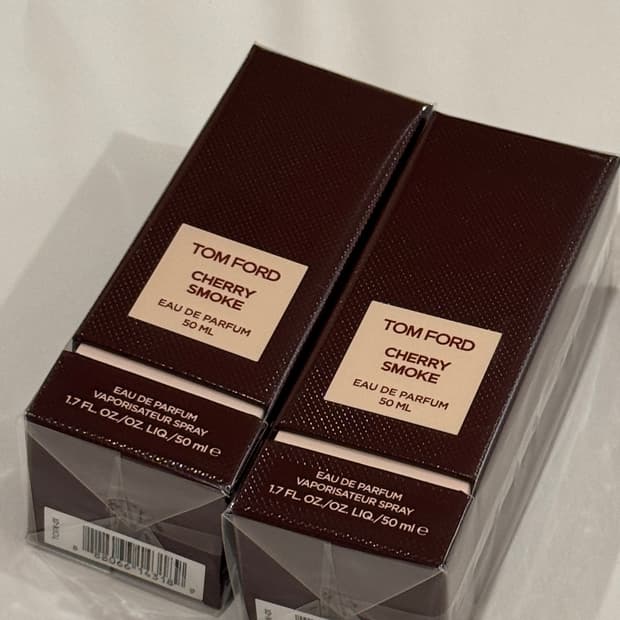 TOM FORD
CHERRY
SMOKE
EAU DE PARFUM
50 ML
EAU DE PARFUM
VAPORISATEUR SPRAY
1.7 FL. OZ./OZ. LIQ./50 ml ℮
TOM FORD
CHERRY
SMOKE
EAU DE PARFUM
50 ML
EAU DE PARFUM
VAPORISATEUR SPRAY
1.7 FL. OZ./OZ. LIQ./50 ml ℮